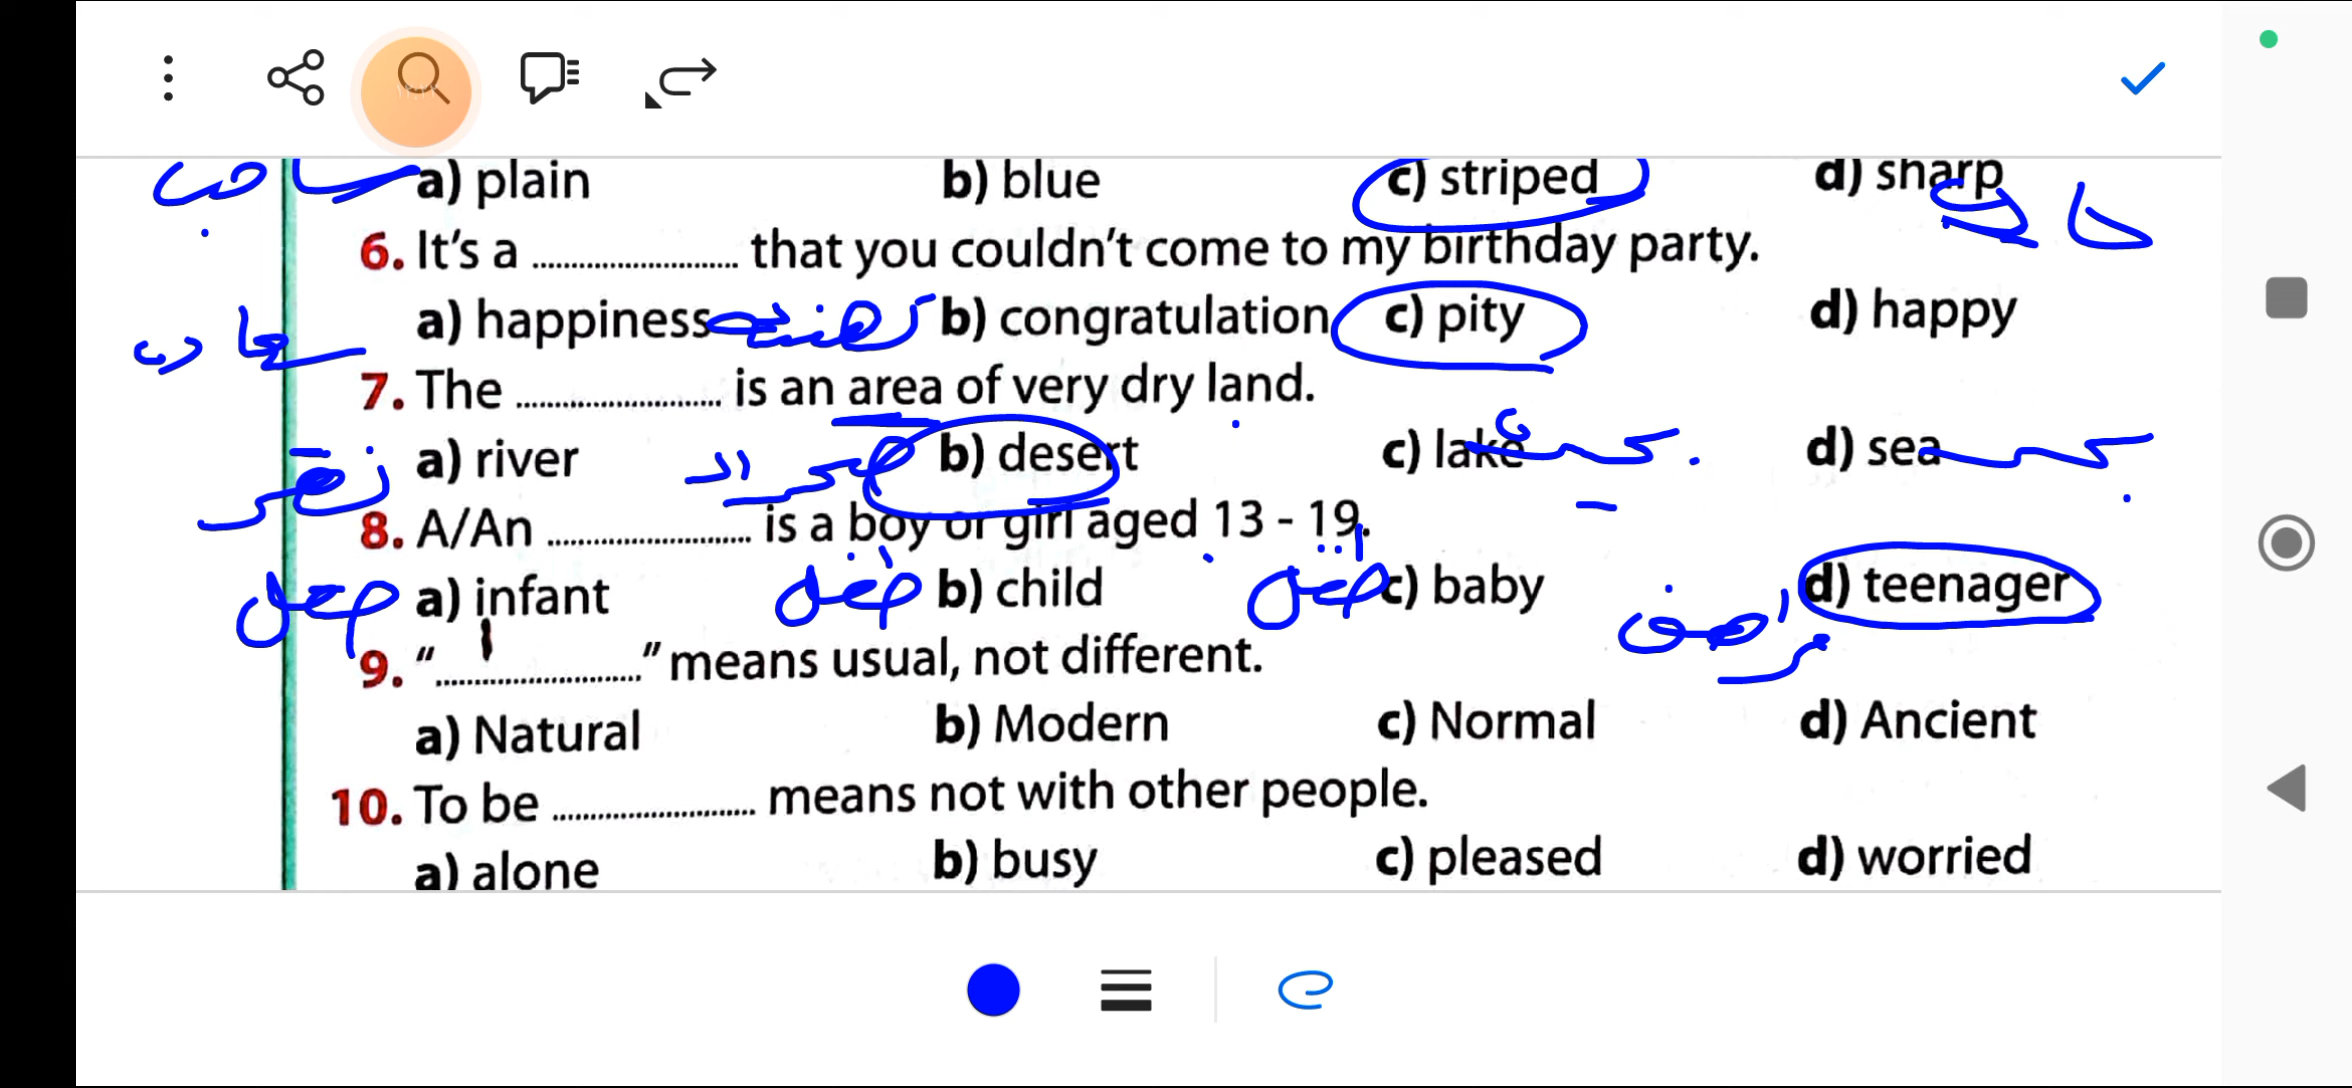 a) plain b) blue c) striped d) sharp
6. It's a ........................ that you couldn't come to my birthday party.
a) happiness b) congratulation c) pity d) happy
7. The ........................ is an area of very dry land.
a) river b) desert c) lake d) sea
8. A/An ........................ is a boy or girl aged 13 - 19.
طفل a) infant طفل b) child طفل c) baby d) teenager
9. “........................” means usual, not different.
a) Natural b) Modern c) Normal d) Ancient
10. To be ........................ means not with other people.
a) alone b) busy c) pleased d) worried